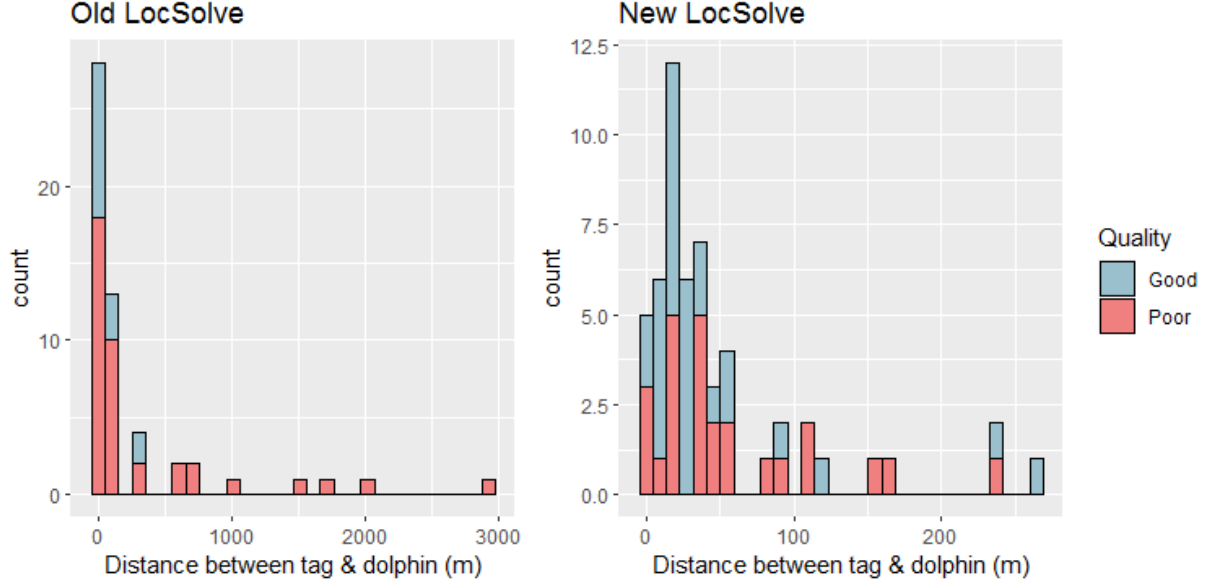 Old LocSolve
20
10
0
count
0 1000 2000 3000
Distance between tag & dolphin (m)
New LocSolve
12.5
10.0
7.5
5.0
2.5
0.0
count
0 100 200
Distance between tag & dolphin (m)
Quality
Good
Poor